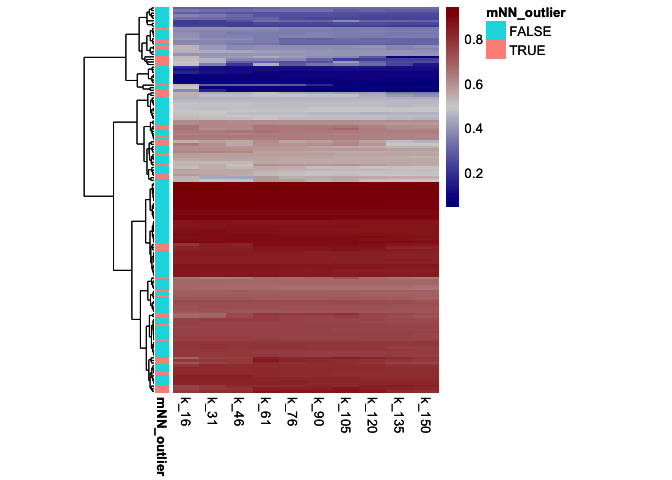 mNN_outlier
FALSE
TRUE
0.8
0.6
0.4
0.2
mNN_outlier
k_16
k_31
k_46
k_61
k_76
k_90
k_105
k_120
k_135
k_150